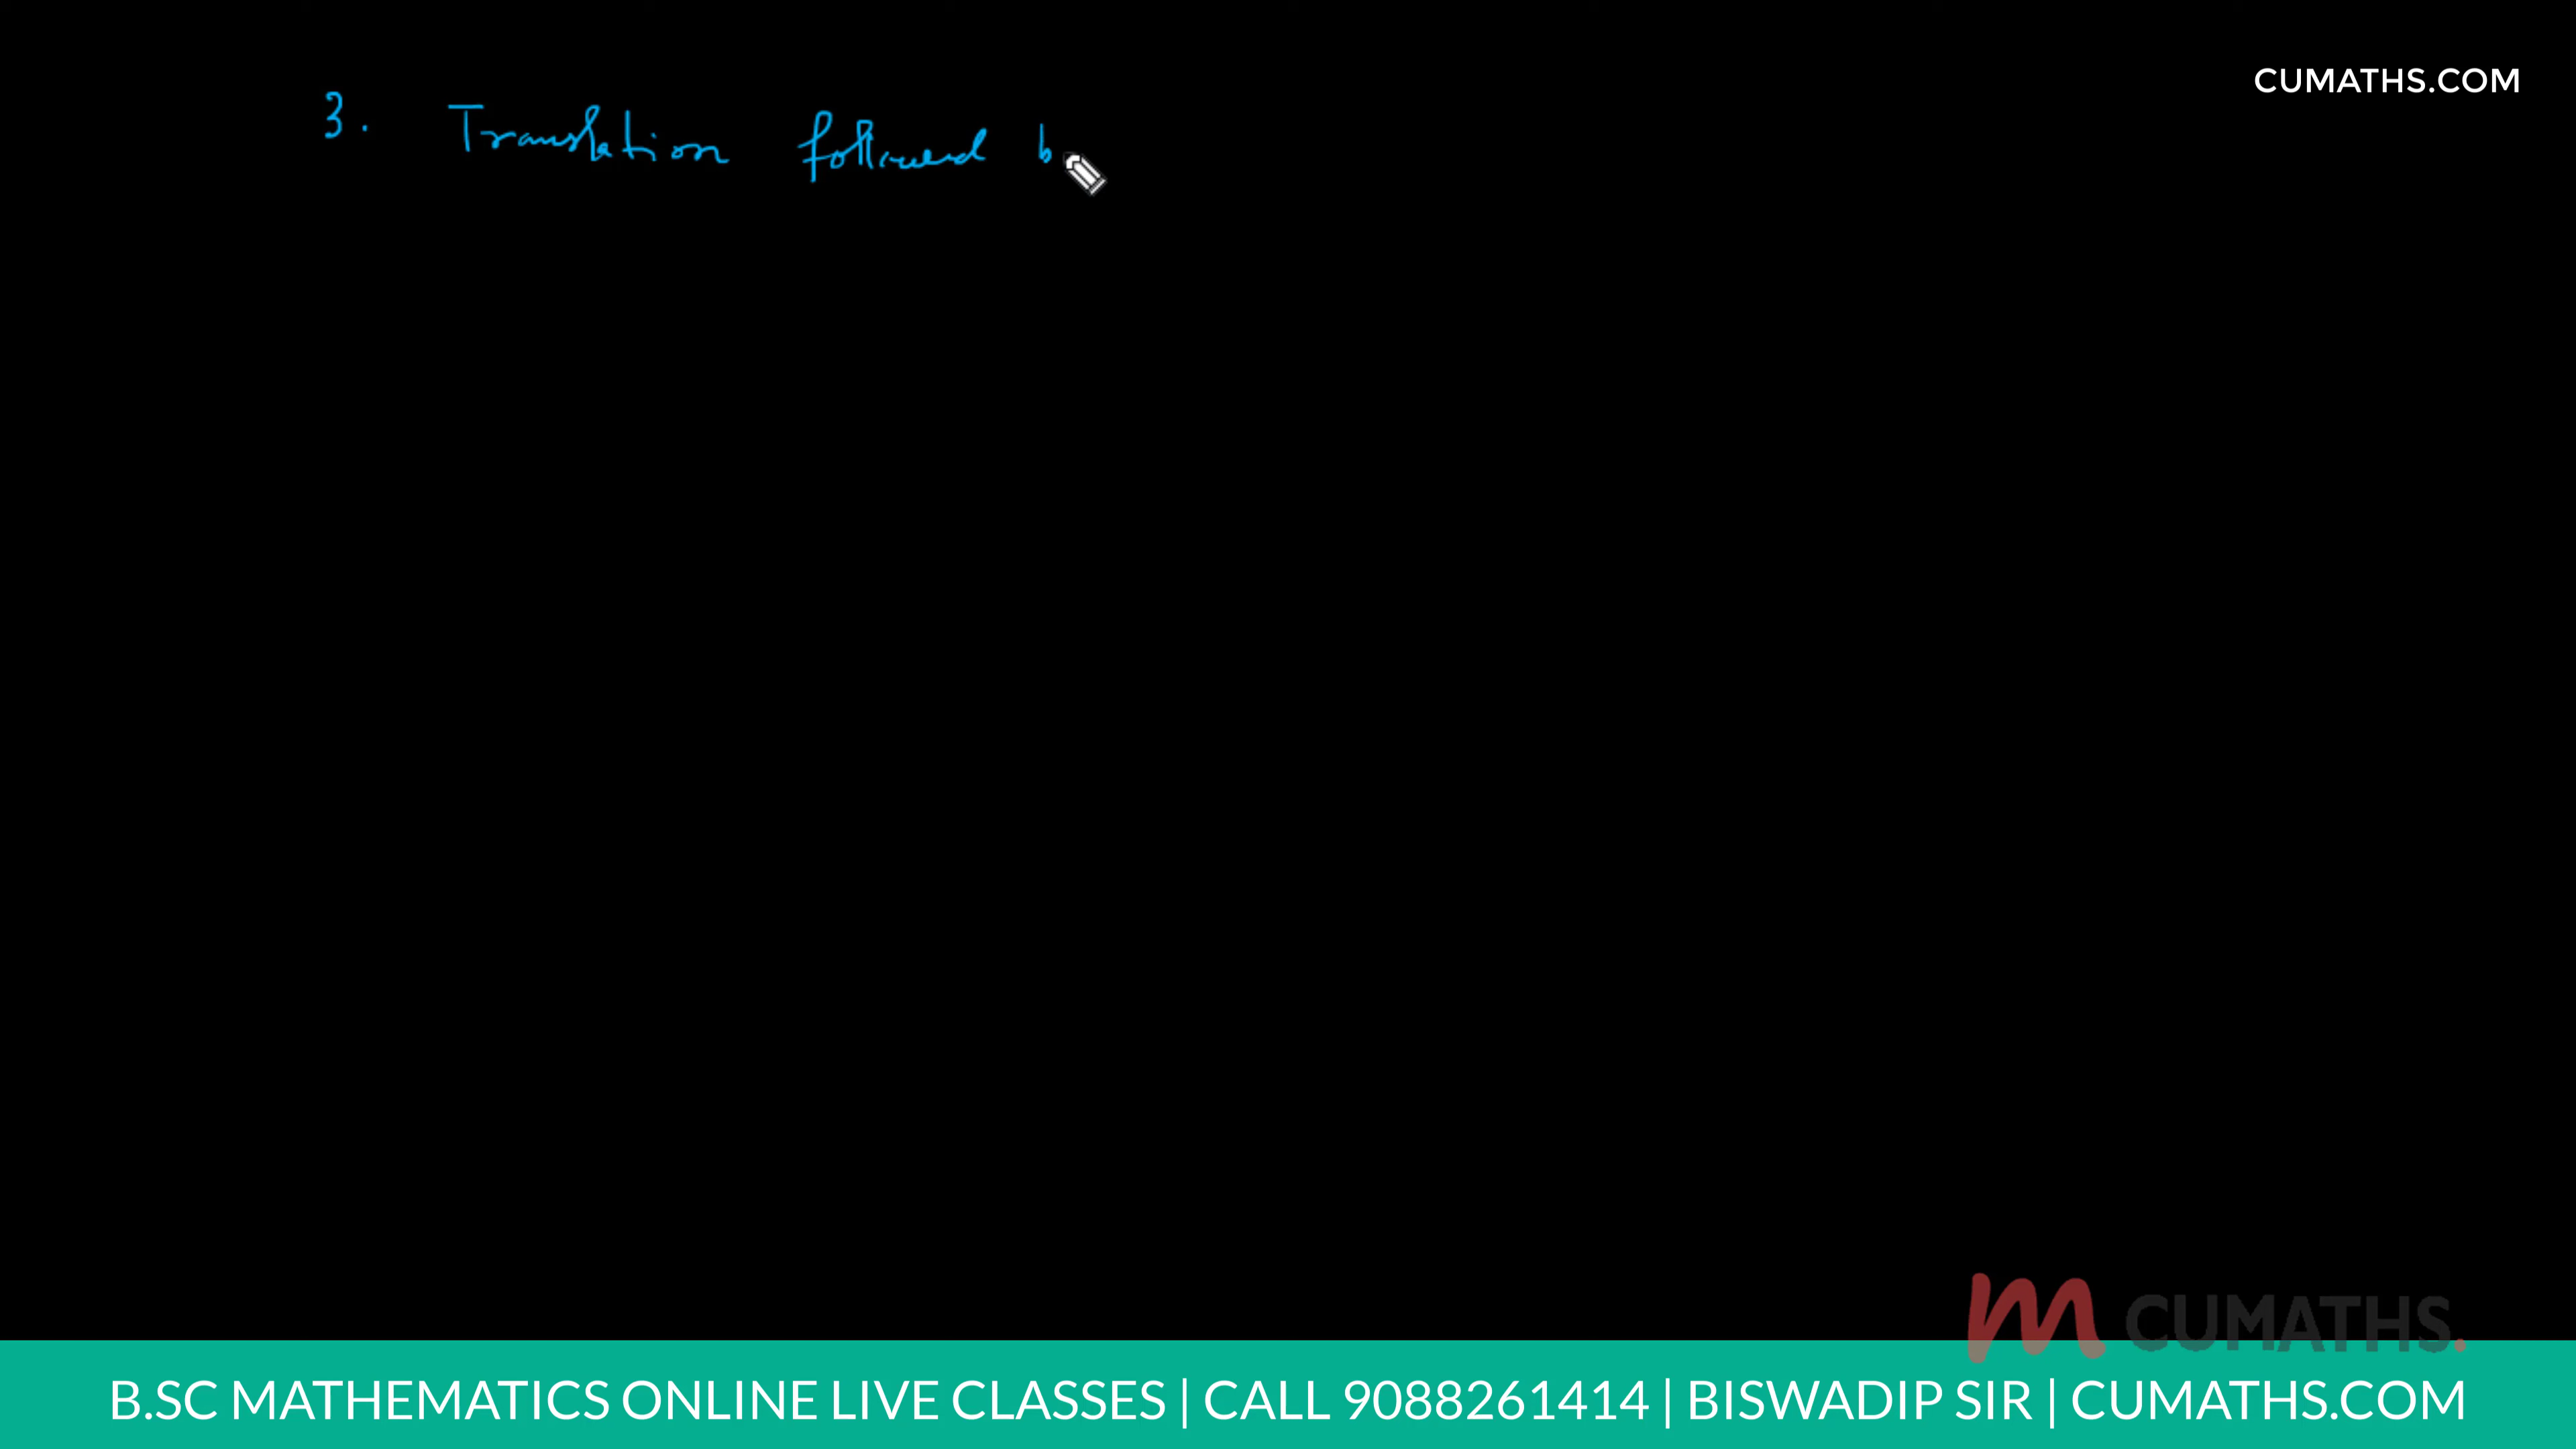 CUMATHS.COM
3. Translation followed b
m CUMATHS.
B.SC MATHEMATICS ONLINE LIVE CLASSES | CALL 9088261414 | BISWADIP SIR | CUMATHS.COM